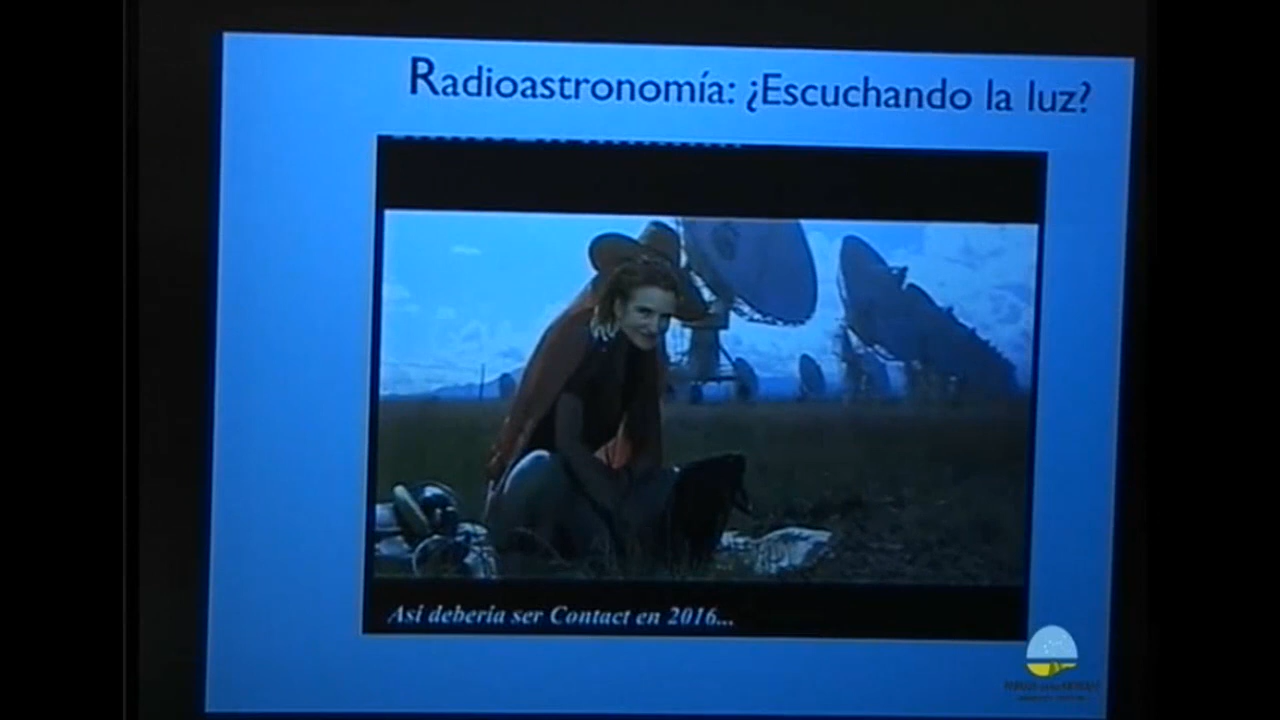 Radioastronomía: ¿Escuchando la luz?
Así debería ser Contact en 2016...